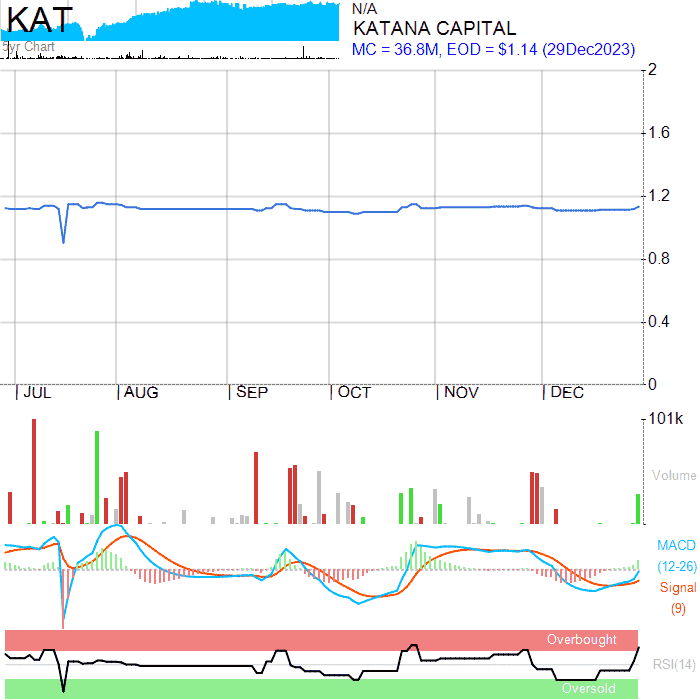 KAT
5yr Chart
N/A
KATANA CAPITAL
MC = 36.8M, EOD = $1.14 (29Dec2023)
2
1.6
1.2
0.8
0.4
0
JUL AUG SEP OCT NOV DEC
101k
Volume
MACD
(12-26)
Signal
(9)
Overbought
RSI(14)
Oversold